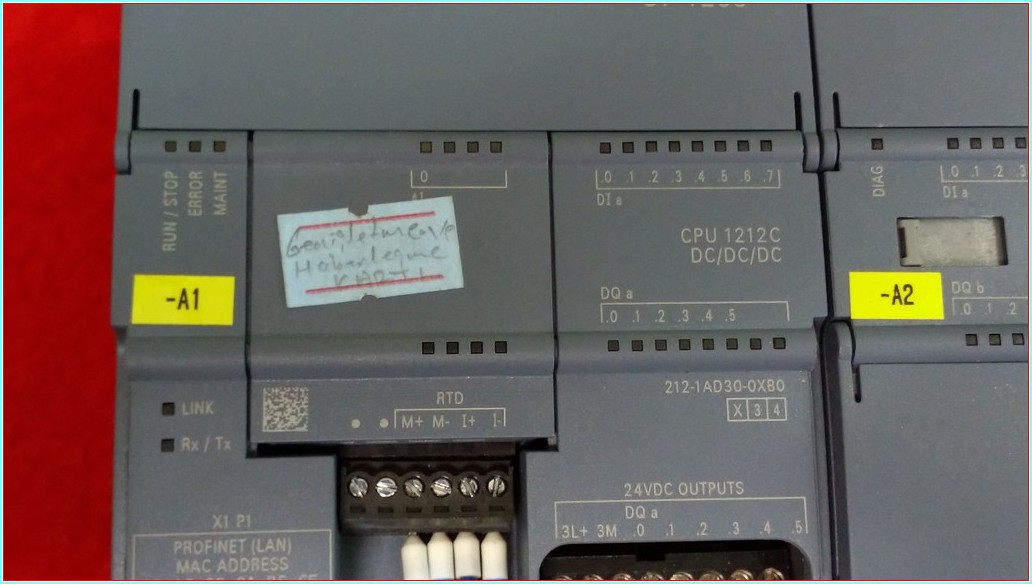 RUN / STOP
ERROR
MAINT
0
.0 .1 .2 .3 .4 .5 .6 .7
DI a
DIAG
.0 .1 .2 .3
DI a
CPU 1212C
DC/DC/DC
-A1
-A2
DQ a
.0 .1 .2 .3 .4 .5
DQ b
.0 .1 .2
Haberleşme
KARTI
LINK
Rx / Tx
RTD
M+ M- I+ I-
212-1AD30-0XB0
X 3 4
24VDC OUTPUTS
DQ a
3L+ 3M .0 .1 .2 .3 .4 .5
X1 P1
PROFINET (LAN)
MAC ADDRESS